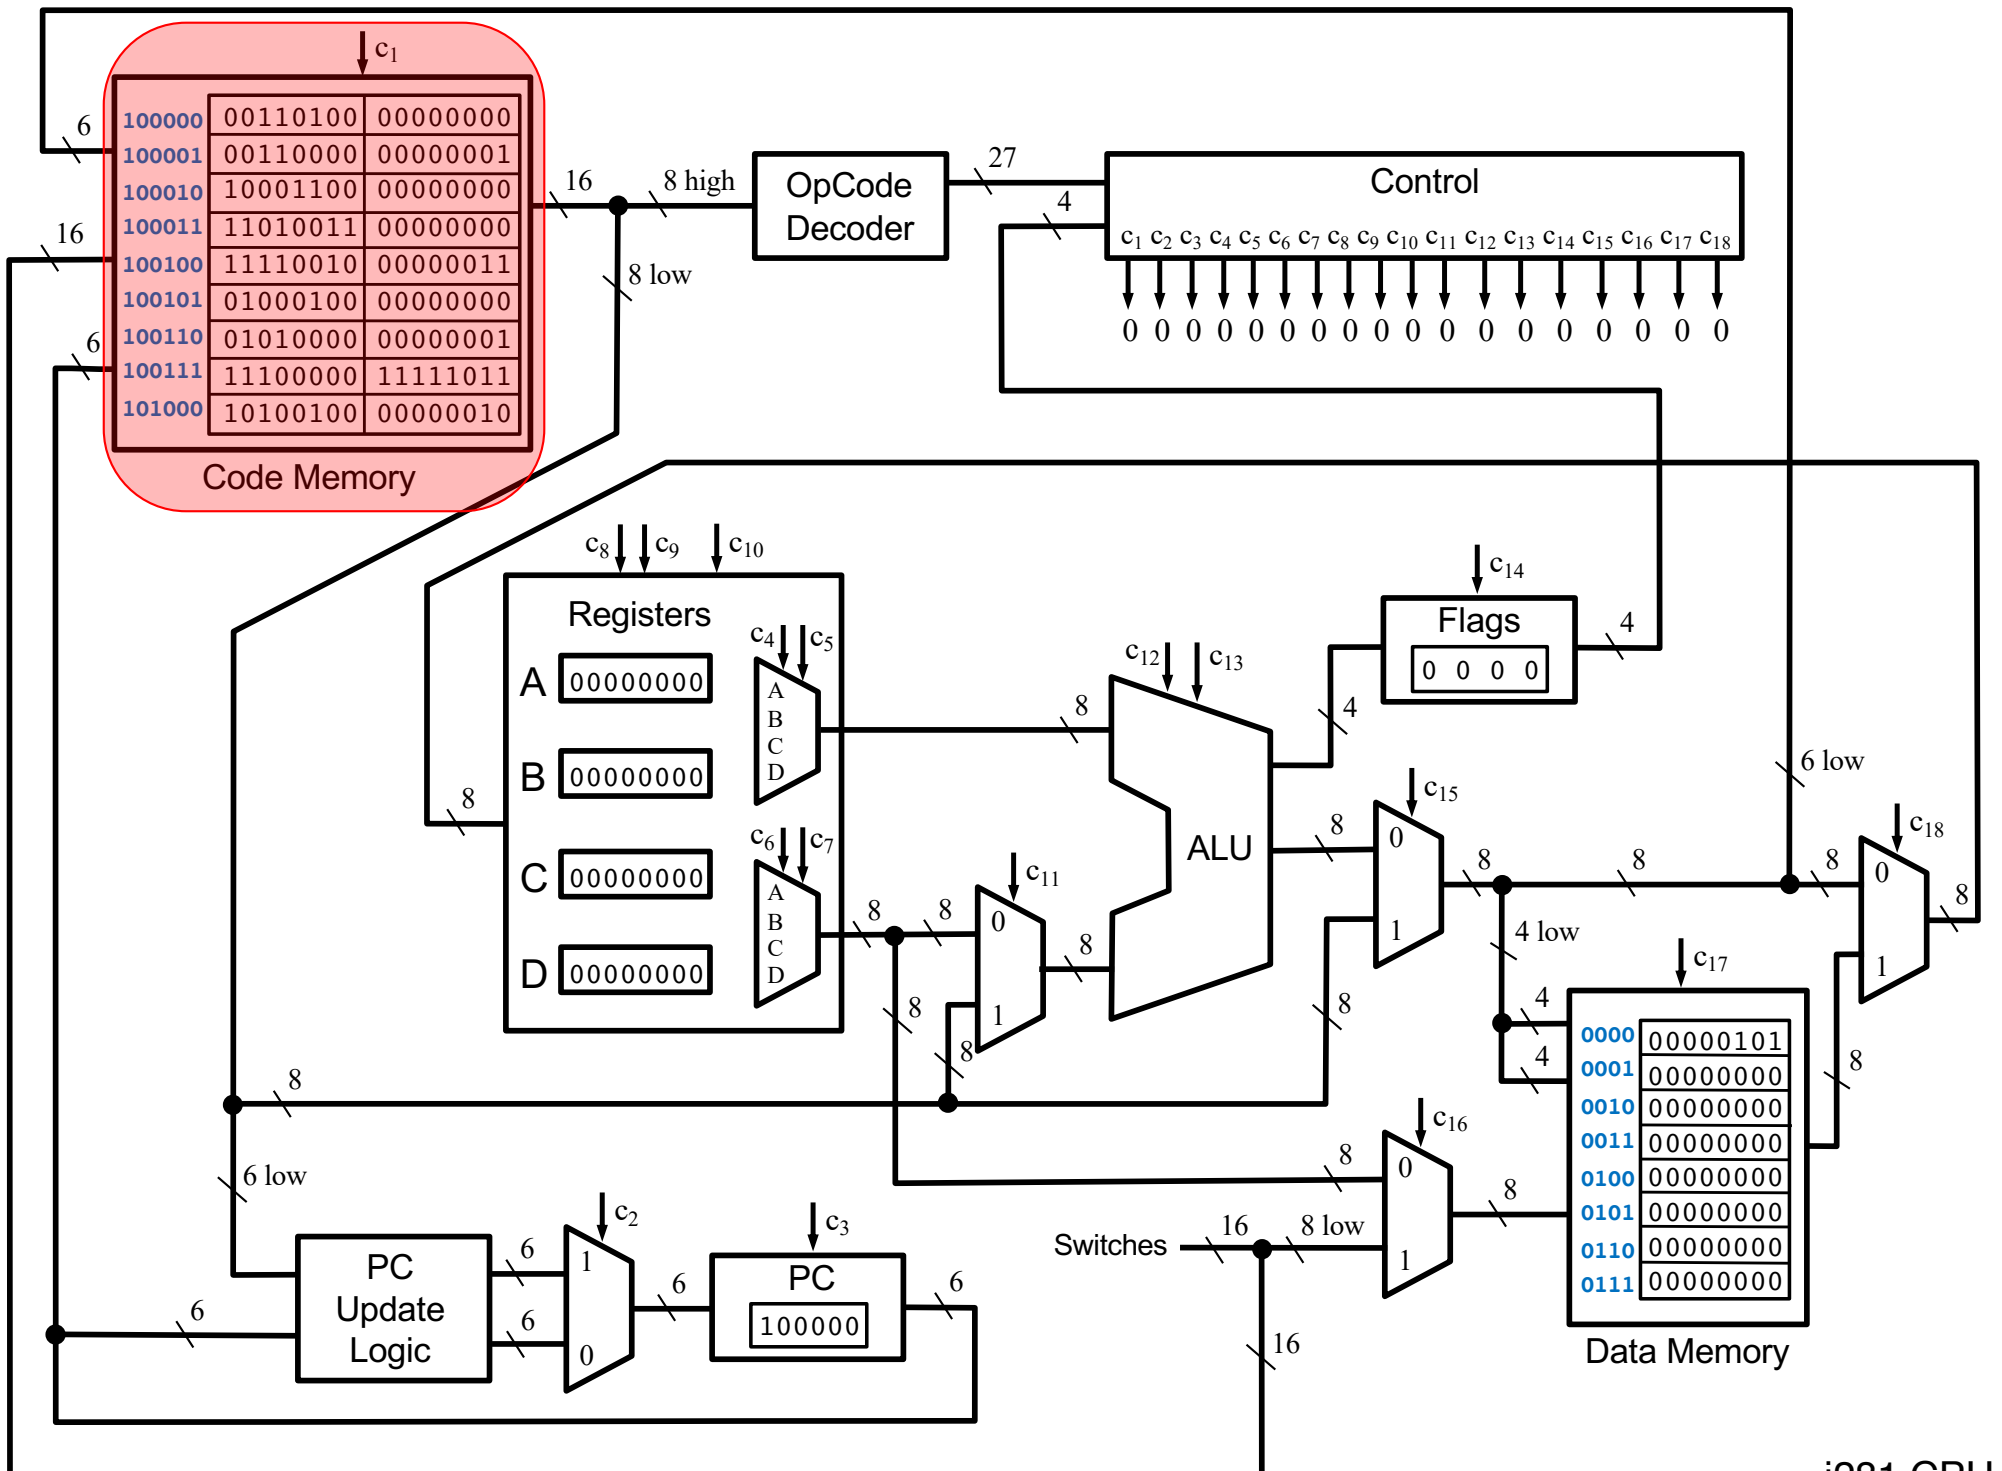 c1
100000 00110100 00000000
100001 00110000 00000001
100010 10001100 00000000
100011 11010011 00000000
100100 11110010 00000011
100101 01000100 00000000
100110 01010000 00000001
100111 11100000 11111011
101000 10100100 00000010
Code Memory
6
16
6
16
8 high
8 low
OpCode
Decoder
27
4
Control
c1 c2 c3 c4 c5 c6 c7 c8 c9 c10 c11 c12 c13 c14 c15 c16 c17 c18
0 0 0 0 0 0 0 0 0 0 0 0 0 0 0 0 0 0
c8 c9 c10
Registers
A 00000000
B 00000000
C 00000000
D 00000000
8
c4 c5
A
B
C
D
c6 c7
A
B
C
D
8
8
8
8
c11
0
1
8
8
c12 c13
ALU
c14
Flags
0 0 0 0
4
4
8
c15
0
1
8
8
8
6 low
8
c18
0
1
8
4 low
4
4
c17
0000 00000101
0001 00000000
0010 00000000
0011 00000000
0100 00000000
0101 00000000
0110 00000000
0111 00000000
Data Memory
8
8
8
c16
0
1
8
Switches
16
8 low
16
6 low
PC
Update
Logic
6
6
6
c2
1
0
6
c3
PC
100000
6